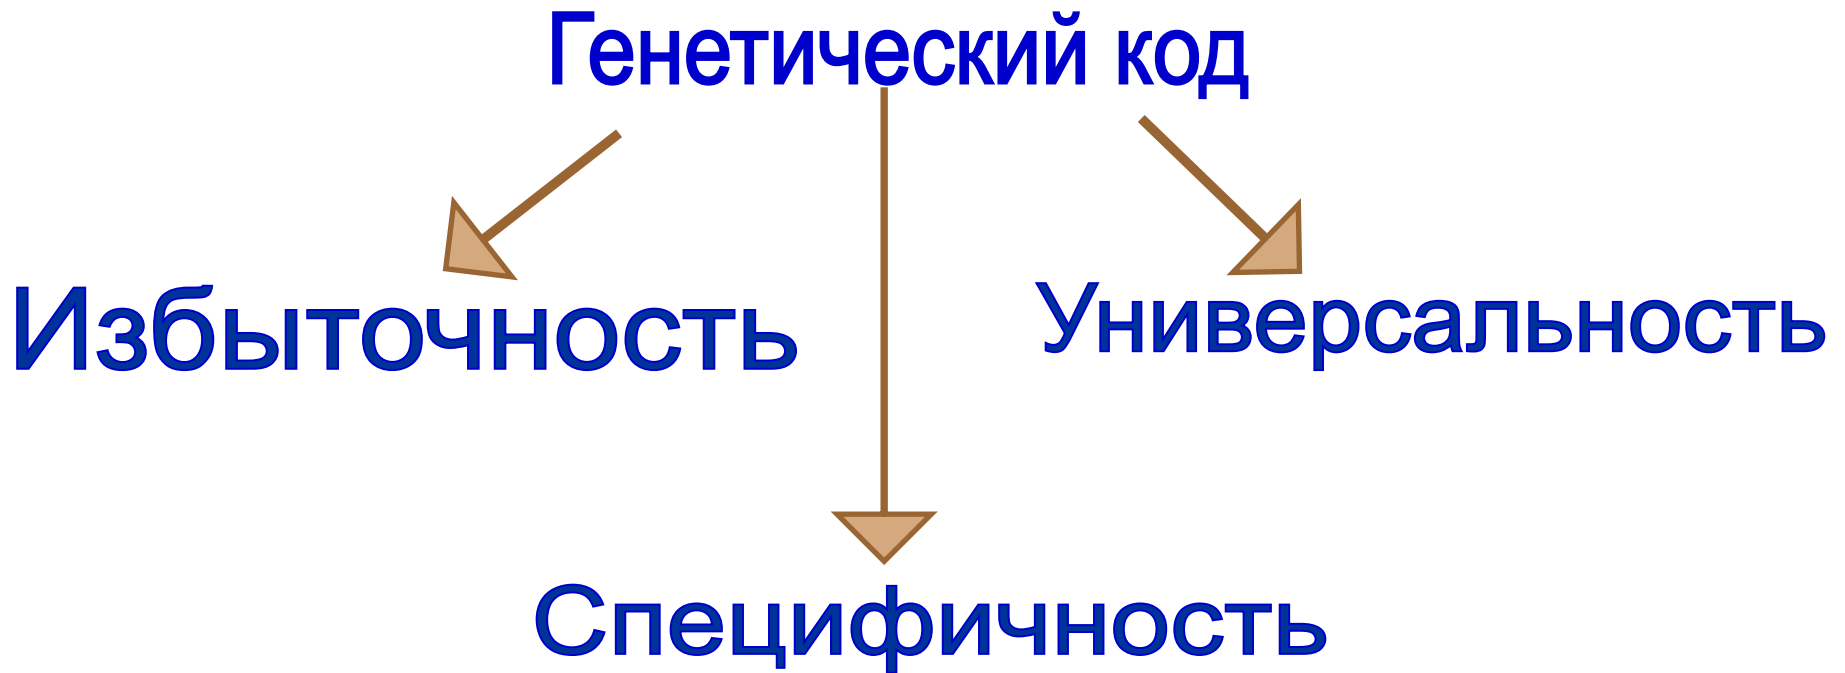 Генетический код
Избыточность
Универсальность
Специфичность